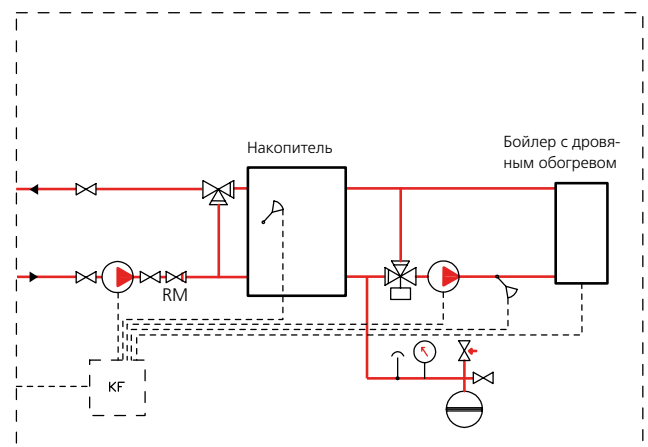 Бойлер с дровя-
ным обогревом
Накопитель
RM
KF